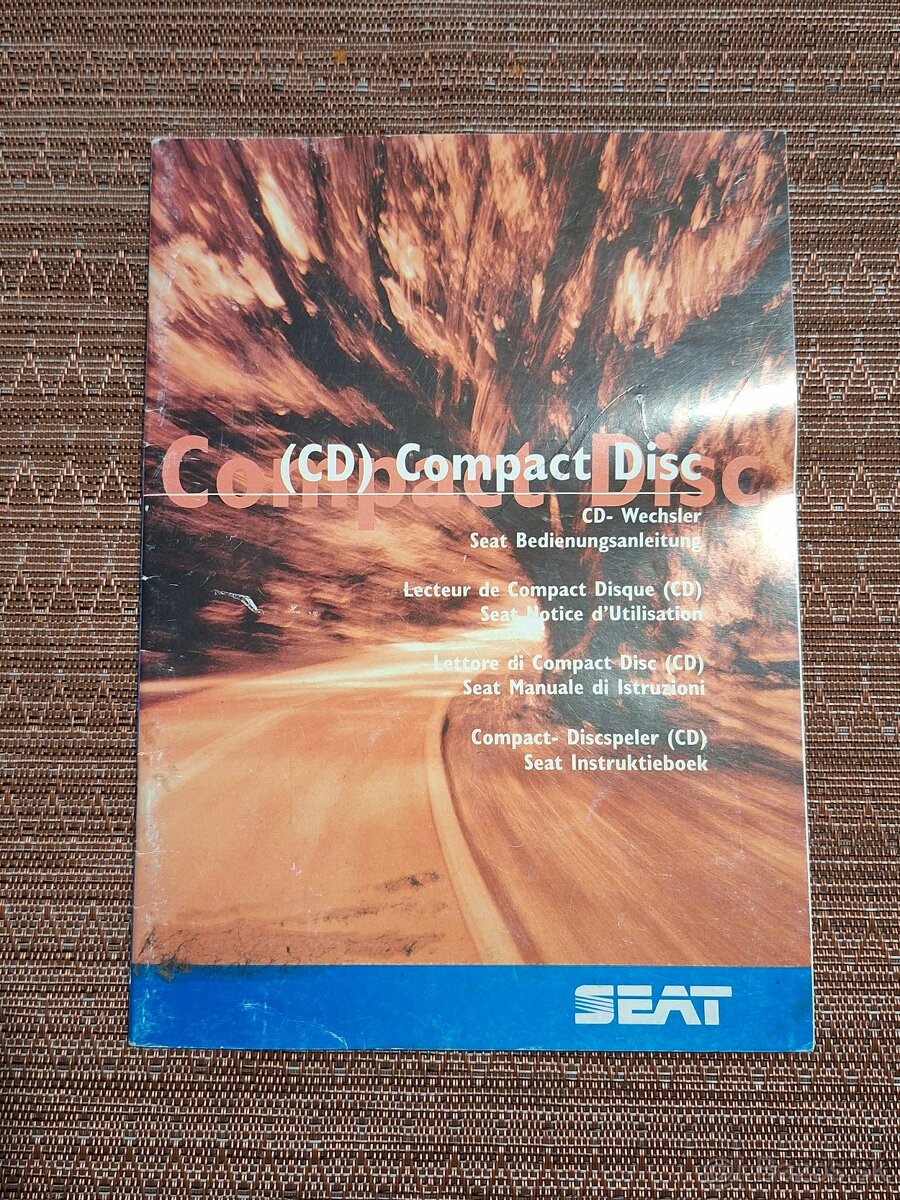 Compact Disc
(CD) Compact Disc
CD- Wechsler
Seat Bedienungsanleitung
Lecteur de Compact Disque (CD)
Seat Notice d'Utilisation
Lettore di Compact Disc (CD)
Seat Manuale di Istruzioni
Compact- Discspeler (CD)
Seat Instruktieboek
SEAT